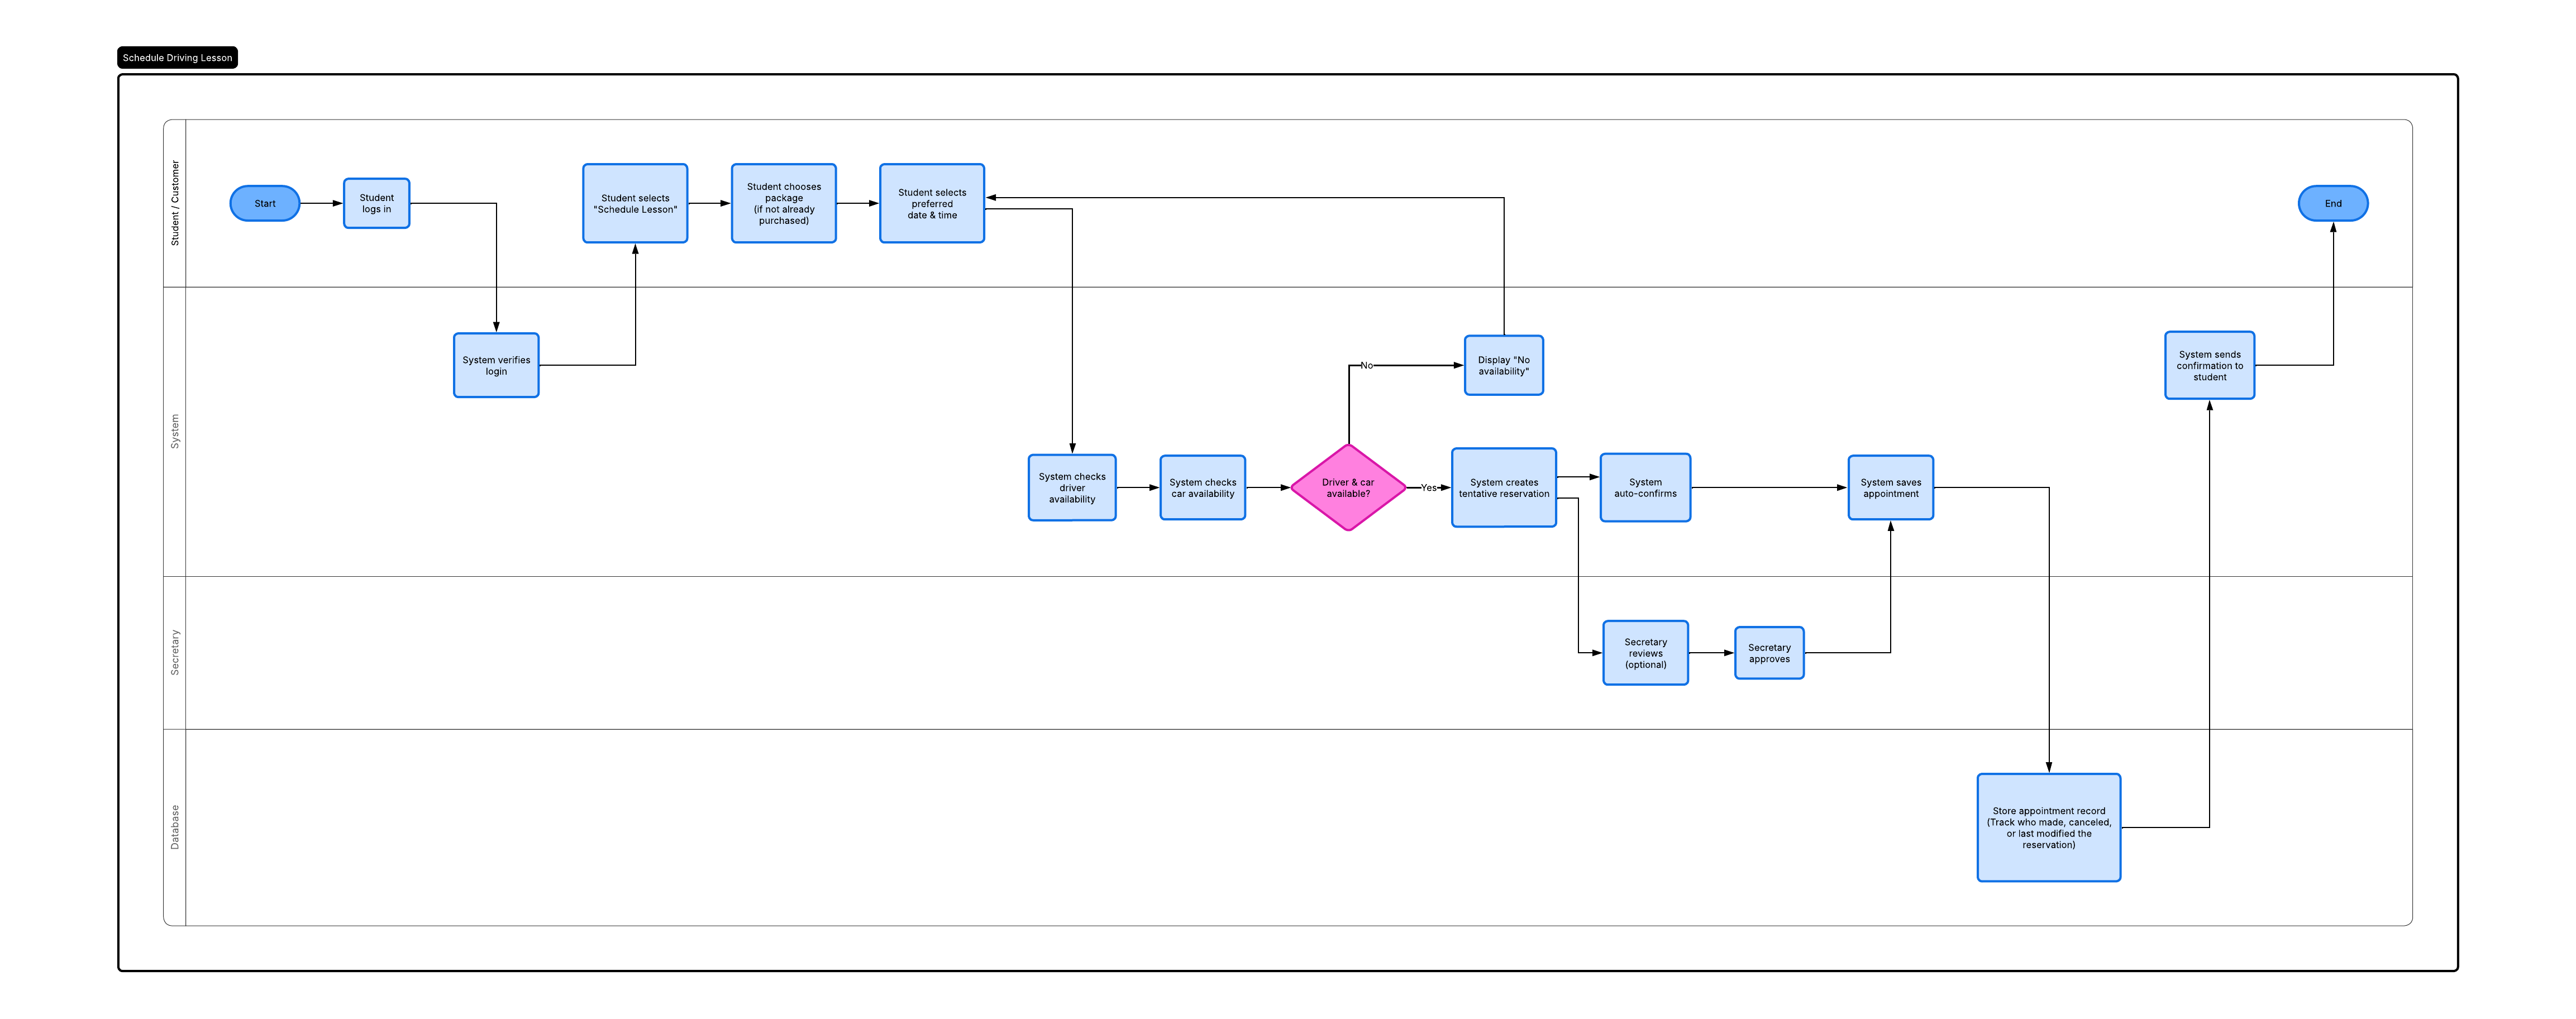 Schedule Driving Lesson
Student / Customer
Start
Student
logs in
Student selects
"Schedule Lesson"
Student chooses
package
(if not already
purchased)
Student selects
preferred
date & time
End
System
System verifies
login
Display "No
availability"
No
System sends
confirmation to
student
System checks
driver
availability
System checks
car availability
Driver & car
available?
Yes
System creates
tentative reservation
System
auto-confirms
System saves
appointment
Secretary
Secretary
reviews
(optional)
Secretary
approves
Database
Store appointment record
(Track who made, canceled,
or last modified the
reservation)